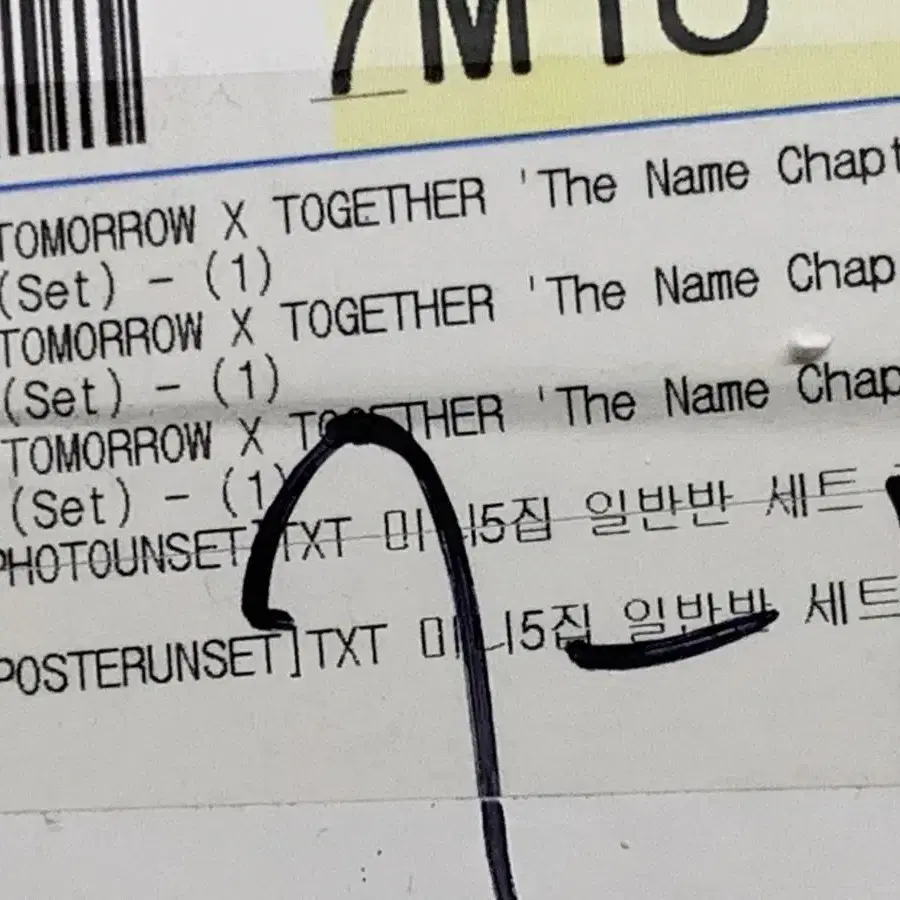 TOMORROW X TOGETHER 'The Name Chapt
(Set) - (1)
TOMORROW X TOGETHER 'The Name Chap
(Set) - (1)
TOMORROW X TOGETHER 'The Name Chap
(Set) - (1)
PHOTOUNSET]TXT 미니5집 일반반 세트
POSTERUNSET]TXT 미니5집 일반반 세트